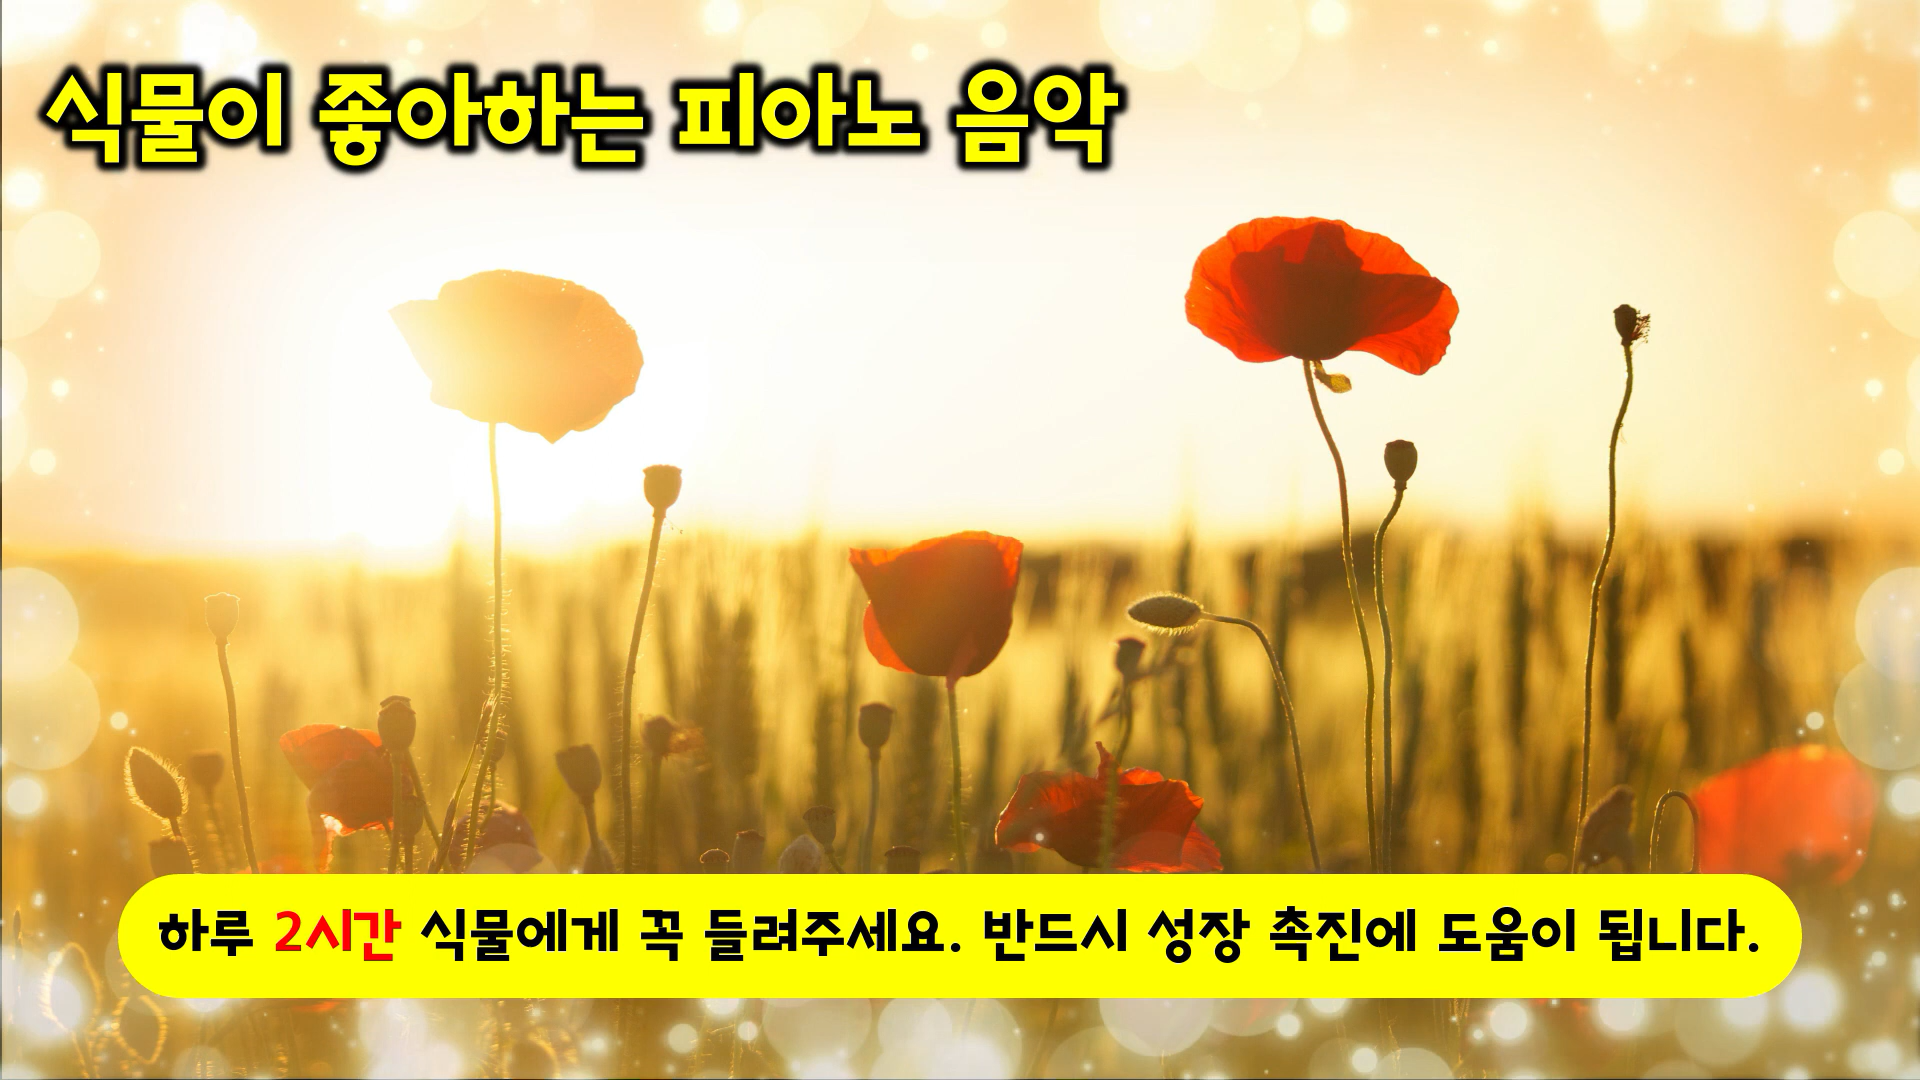 식물이 좋아하는 피아노 음악
하루 2시간 식물에게 꼭 들려주세요. 반드시 성장 촉진에 도움이 됩니다.